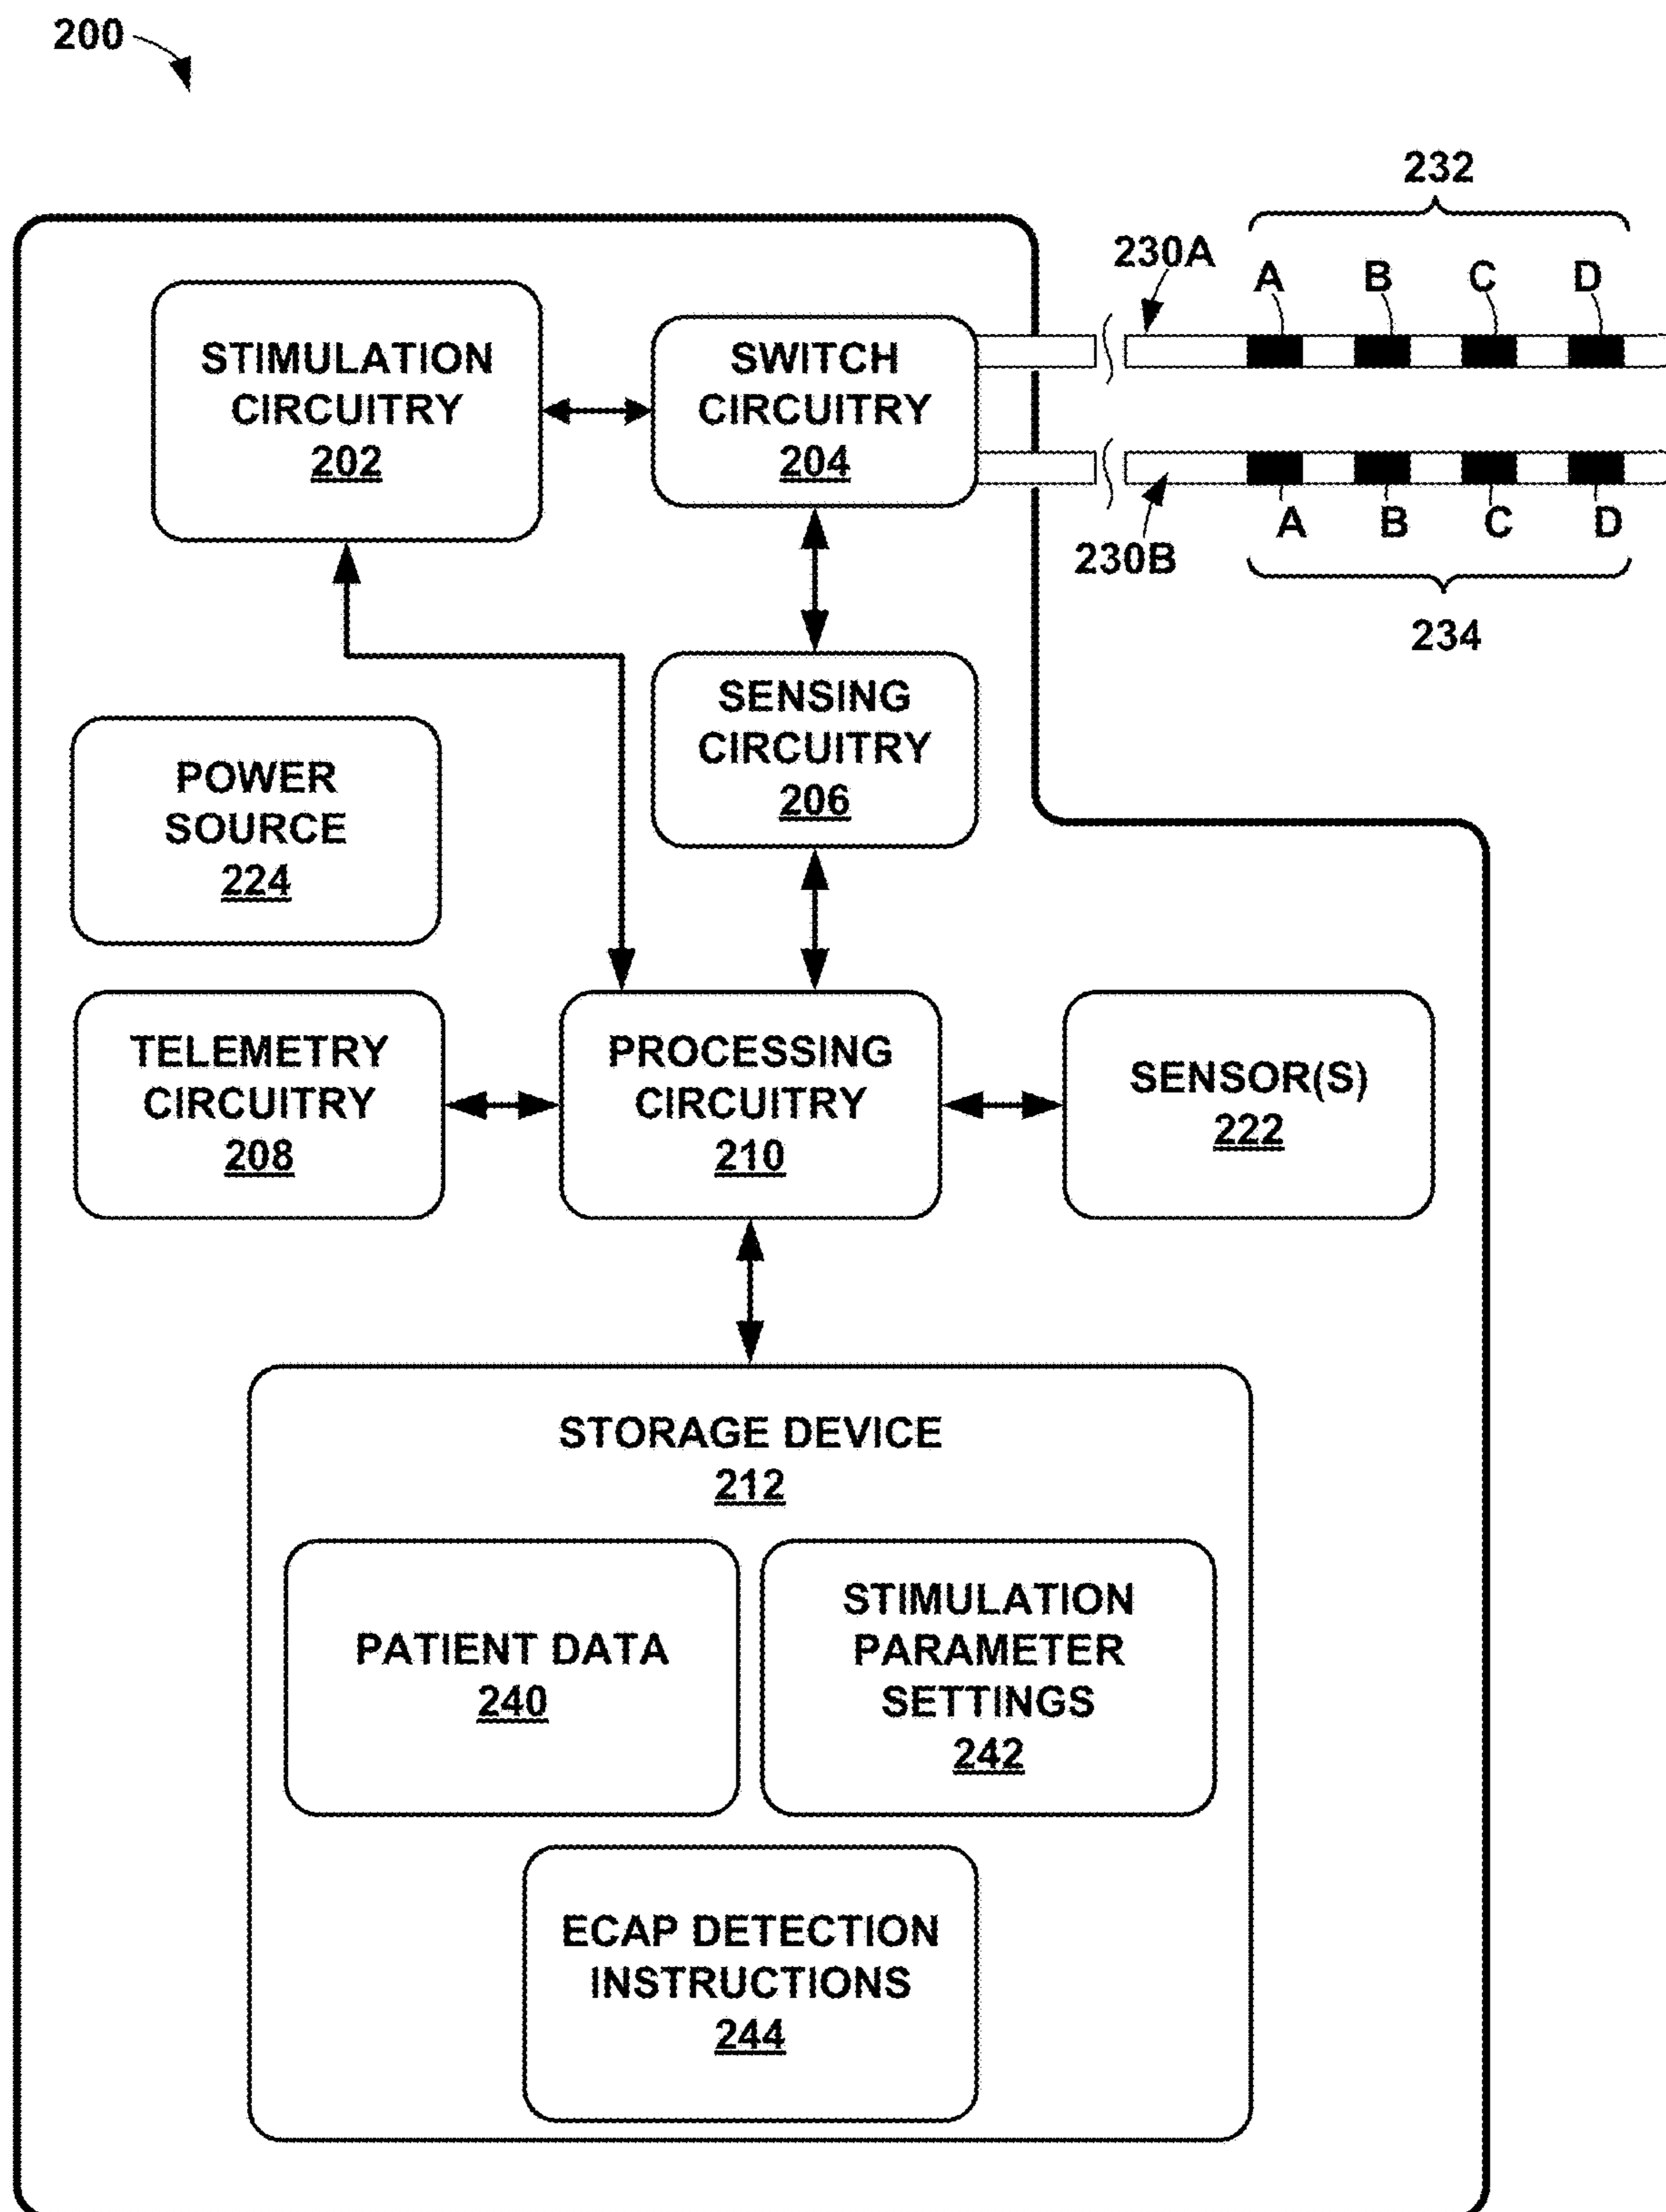 200
232
230A
A B C D
STIMULATION
CIRCUITRY
202
SWITCH
CIRCUITRY
204
A B C D
230B
234
SENSING
CIRCUITRY
206
POWER
SOURCE
224
TELEMETRY
CIRCUITRY
208
PROCESSING
CIRCUITRY
210
SENSOR(S)
222
STORAGE DEVICE
212
PATIENT DATA
240
STIMULATION
PARAMETER
SETTINGS
242
ECAP DETECTION
INSTRUCTIONS
244